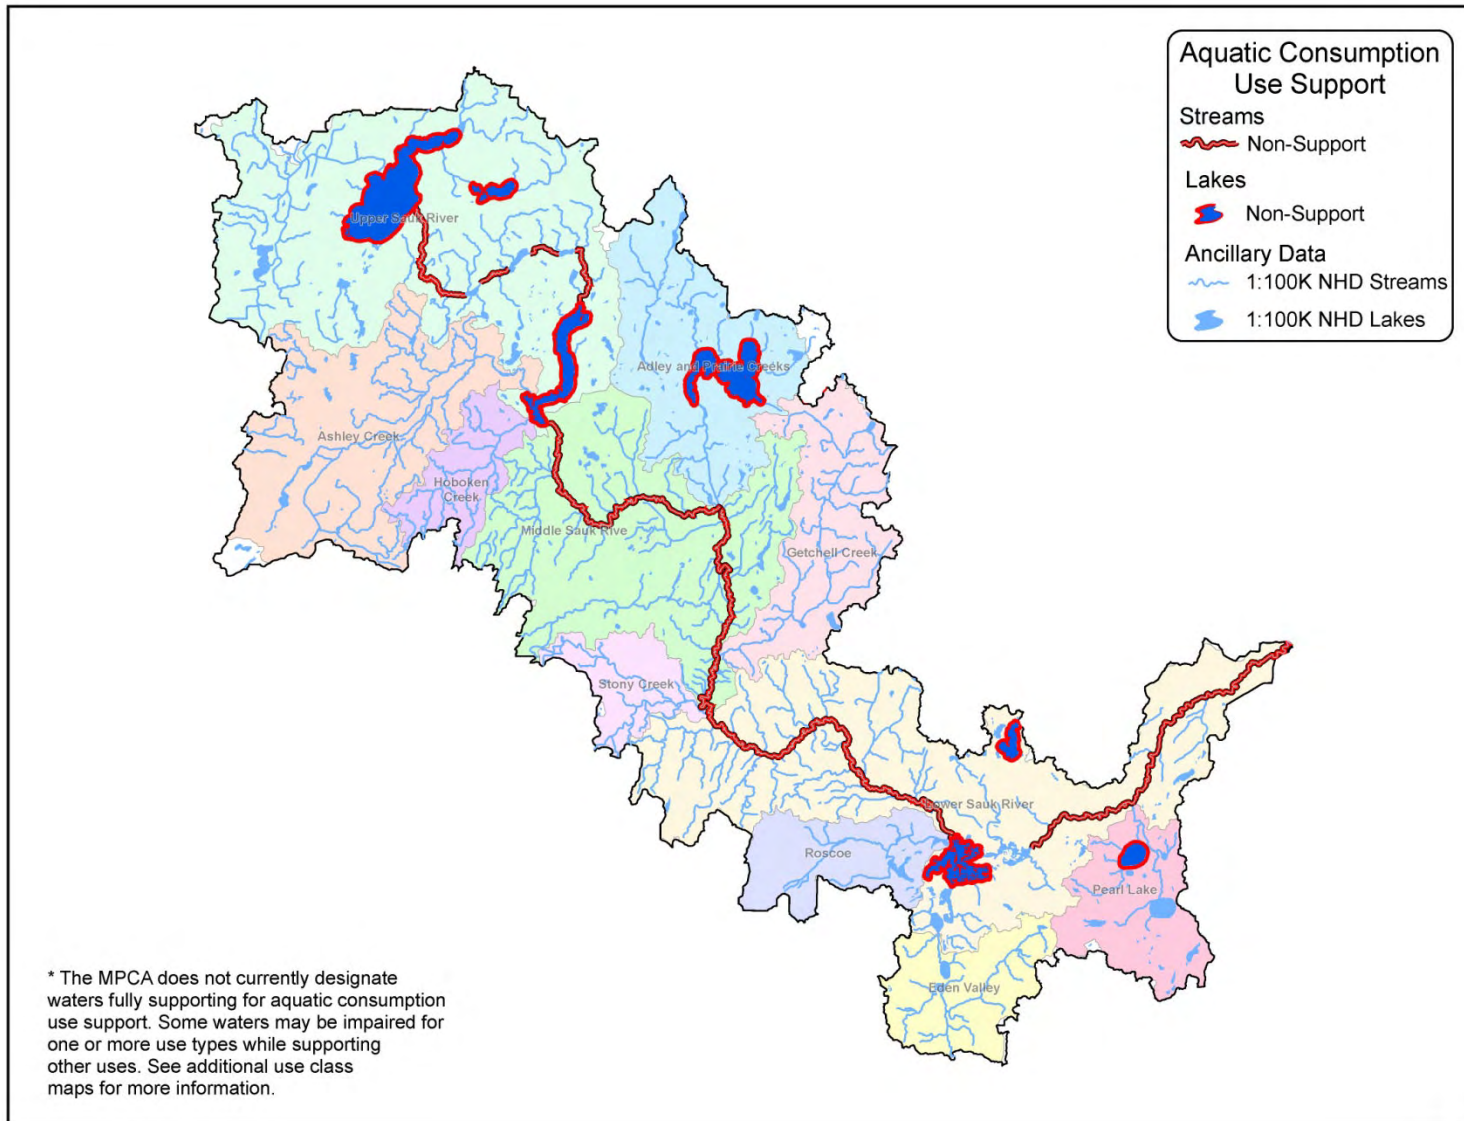 Aquatic Consumption
Use Support
Streams
Non-Support
Lakes
Non-Support
Ancillary Data
1:100K NHD Streams
1:100K NHD Lakes
Upper Sauk River
Adley and Prairie Creeks
Ashley Creek
Hoboken
Creek
Middle Sauk Rive
Getchell Creek
Stony Creek
Lower Sauk River
Roscoe
Pearl Lake
Eden Valley
* The MPCA does not currently designate
waters fully supporting for aquatic consumption
use support. Some waters may be impaired for
one or more use types while supporting
other uses. See additional use class
maps for more information.